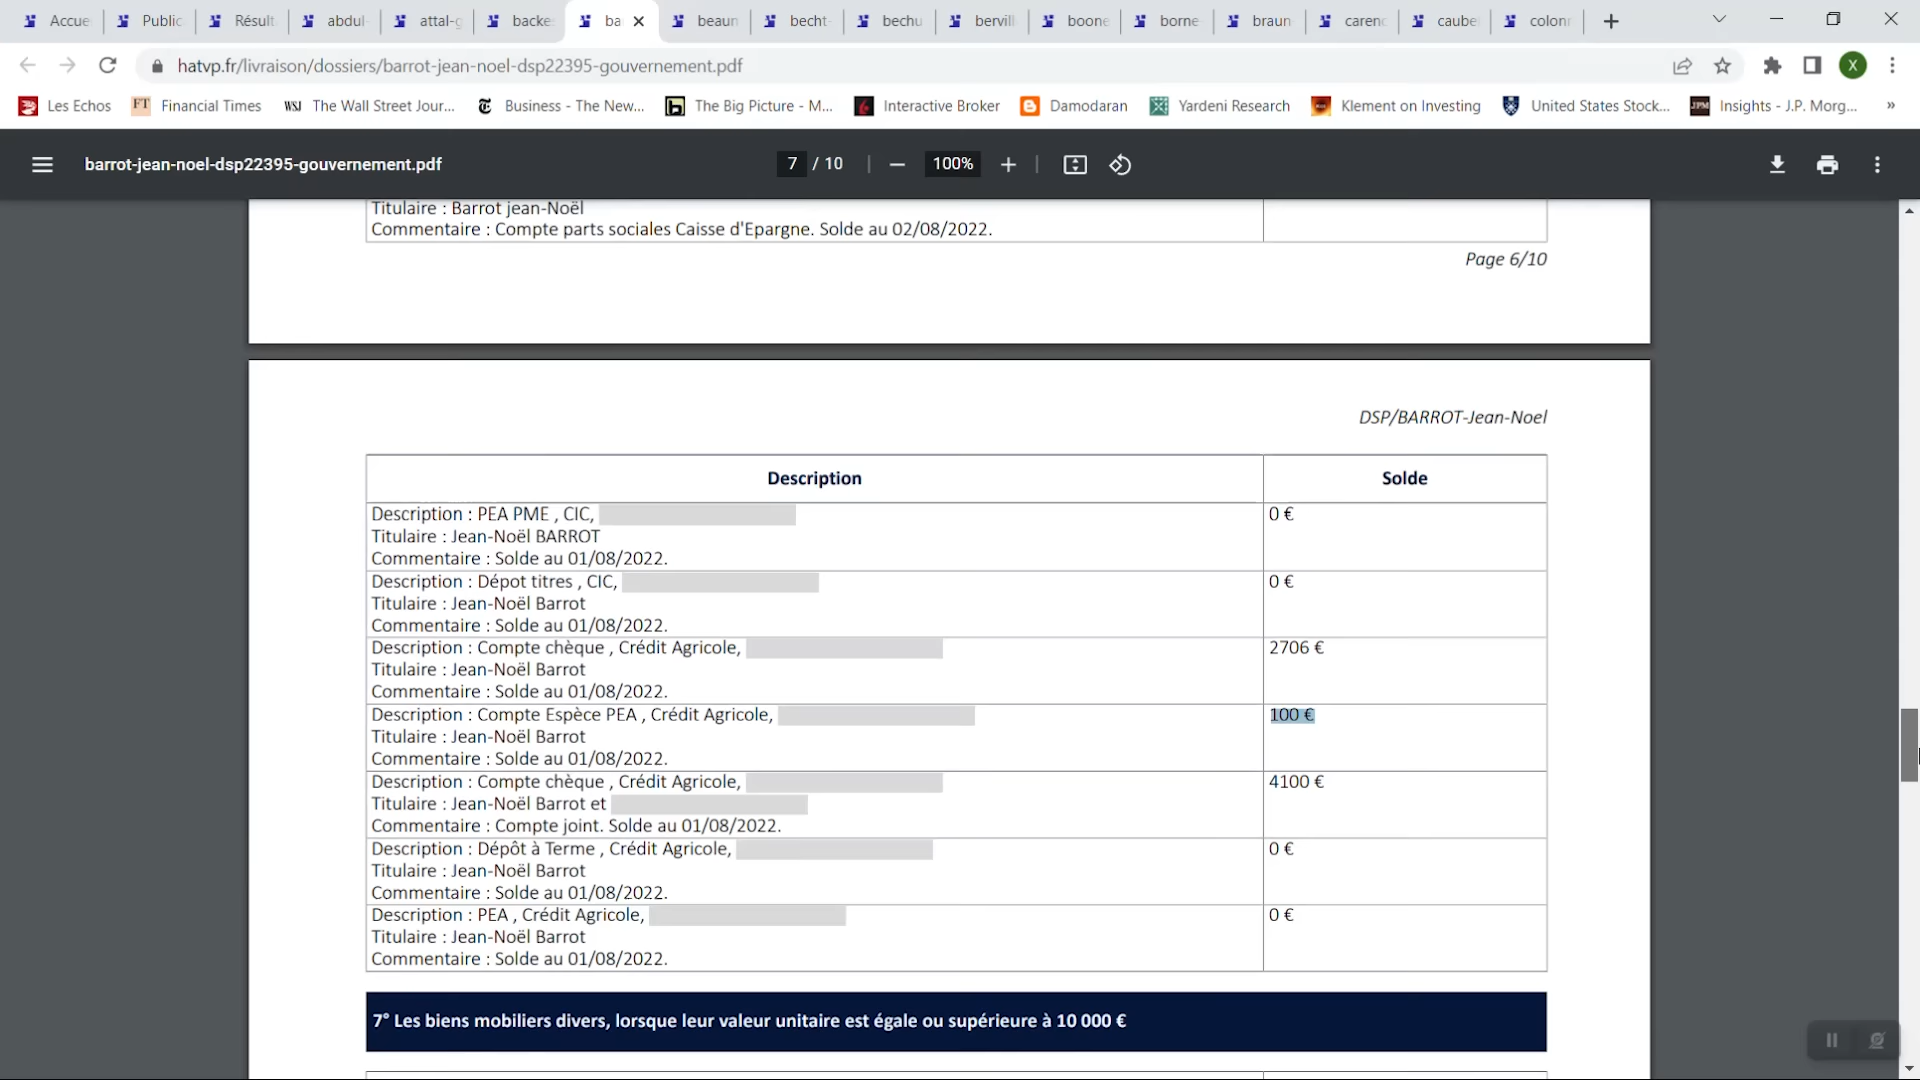 Accue
Public
Résult
abdul-
attal-g
backe
ba
beaun
becht-
bechu
bervill
boone
borne
braun
carenc
caube
colonn
hatvp.fr/livraison/dossiers/barrot-jean-noel-dsp22395-gouvernement.pdf
X
Les Echos
FT Financial Times
WSJ The Wall Street Jour...
Business - The New...
The Big Picture - M...
Interactive Broker
Damodaran
Yardeni Research
Klement on Investing
United States Stock...
JPM Insights - J.P. Morg...
»
barrot-jean-noel-dsp22395-gouvernement.pdf
7 / 10
100%
Titulaire : Barrot jean-Noël
Commentaire : Compte parts sociales Caisse d'Epargne. Solde au 02/08/2022.
Page 6/10
DSP/BARROT-Jean-Noel
Description Solde
Description : PEA PME , CIC, 0 €
Titulaire : Jean-Noël BARROT
Commentaire : Solde au 01/08/2022.
Description : Dépot titres , CIC, 0 €
Titulaire : Jean-Noël Barrot
Commentaire : Solde au 01/08/2022.
Description : Compte chèque , Crédit Agricole, 2706 €
Titulaire : Jean-Noël Barrot
Commentaire : Solde au 01/08/2022.
Description : Compte Espèce PEA , Crédit Agricole, 100 €
Titulaire : Jean-Noël Barrot
Commentaire : Solde au 01/08/2022.
Description : Compte chèque , Crédit Agricole, 4100 €
Titulaire : Jean-Noël Barrot et
Commentaire : Compte joint. Solde au 01/08/2022.
Description : Dépôt à Terme , Crédit Agricole, 0 €
Titulaire : Jean-Noël Barrot
Commentaire : Solde au 01/08/2022.
Description : PEA , Crédit Agricole, 0 €
Titulaire : Jean-Noël Barrot
Commentaire : Solde au 01/08/2022.
7° Les biens mobiliers divers, lorsque leur valeur unitaire est égale ou supérieure à 10 000 €